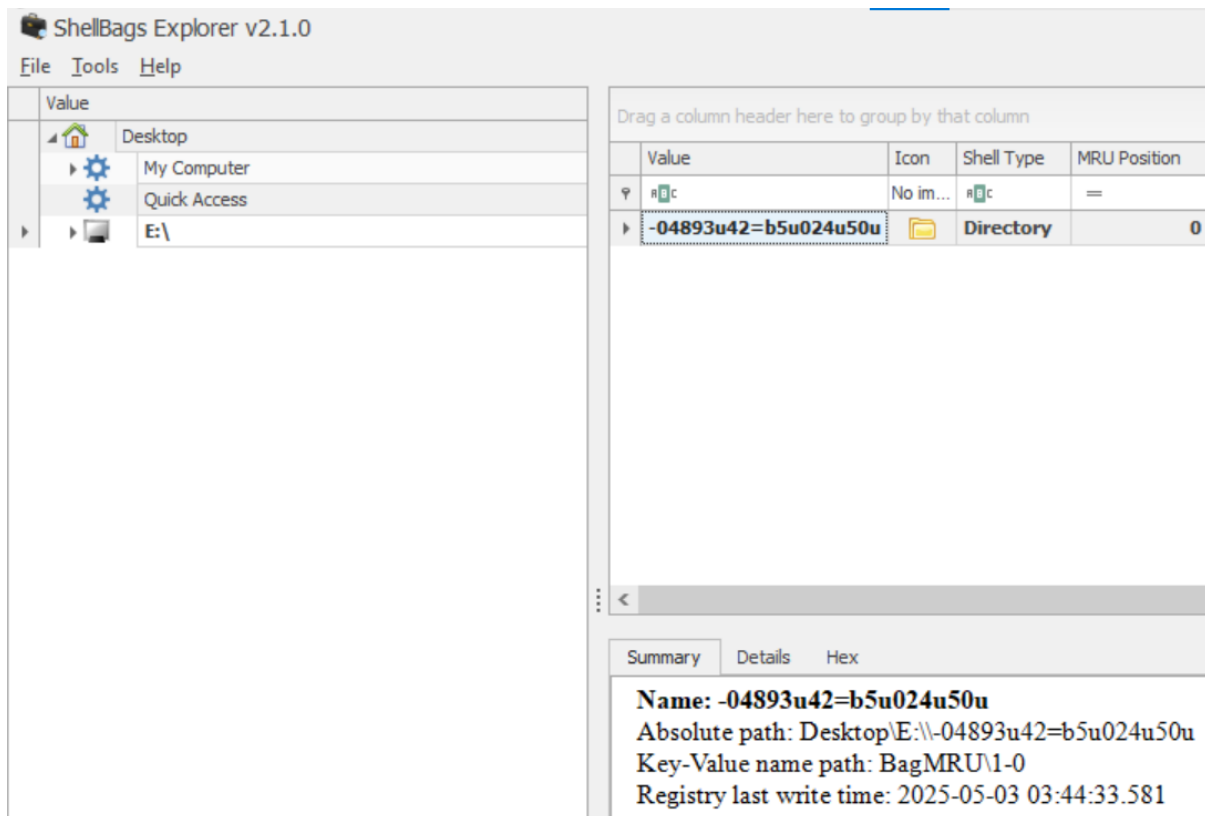 ShellBags Explorer v2.1.0
File Tools Help
Value
Desktop
My Computer
Quick Access
E:\
Drag a column header here to group by that column
Value Icon Shell Type MRU Position
No im... =
-04893u42=b5u024u50u Directory 0
Summary Details Hex
Name: -04893u42=b5u024u50u
Absolute path: Desktop\E:\\-04893u42=b5u024u50u
Key-Value name path: BagMRU\1-0
Registry last write time: 2025-05-03 03:44:33.581